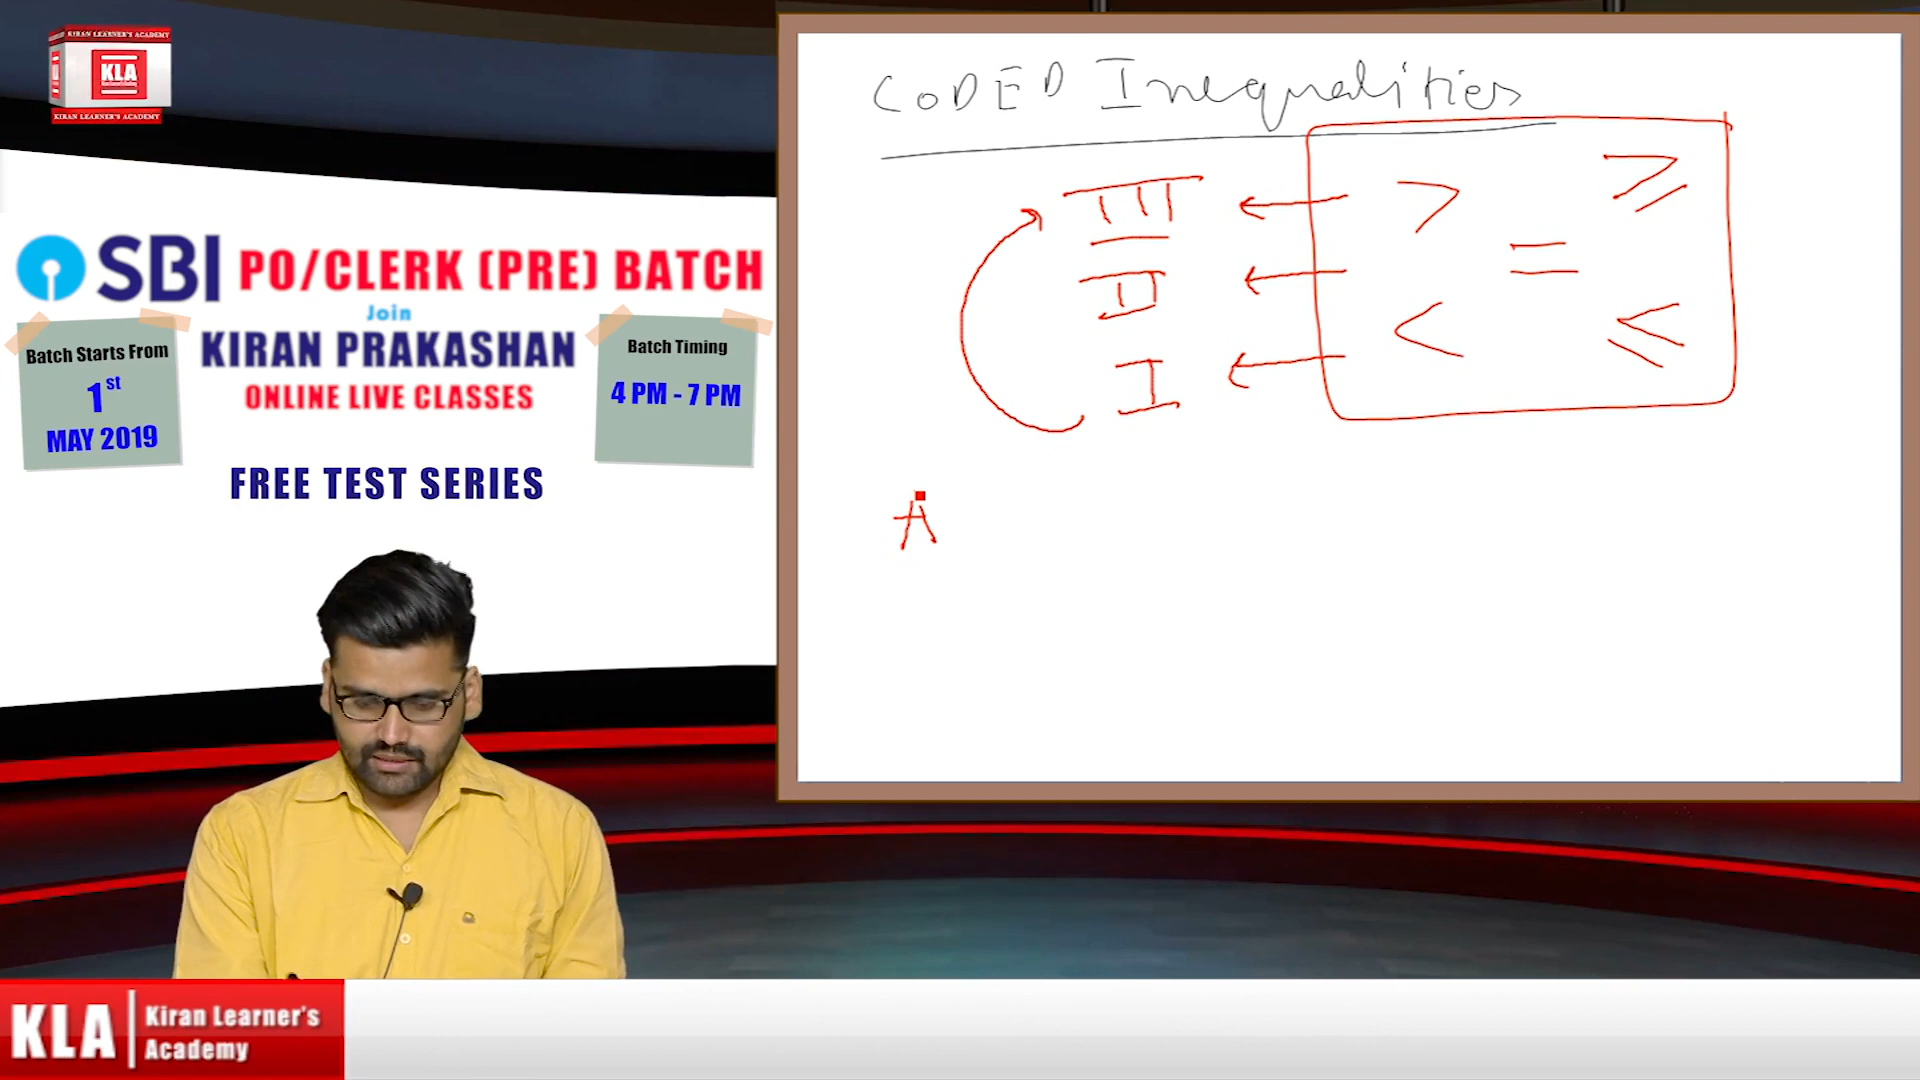 KIRAN LEARNER'S ACADEMY
KLA
KIRAN LEARNER'S ACADEMY
SBI PO/CLERK (PRE) BATCH
Join
KIRAN PRAKASHAN
ONLINE LIVE CLASSES
Batch Starts From
1st
MAY 2019
Batch Timing
4 PM - 7 PM
FREE TEST SERIES
CODED Inequalities
III ← > ≥
II ← =
I ← < ≤
A
KLA
Kiran Learner's
Academy